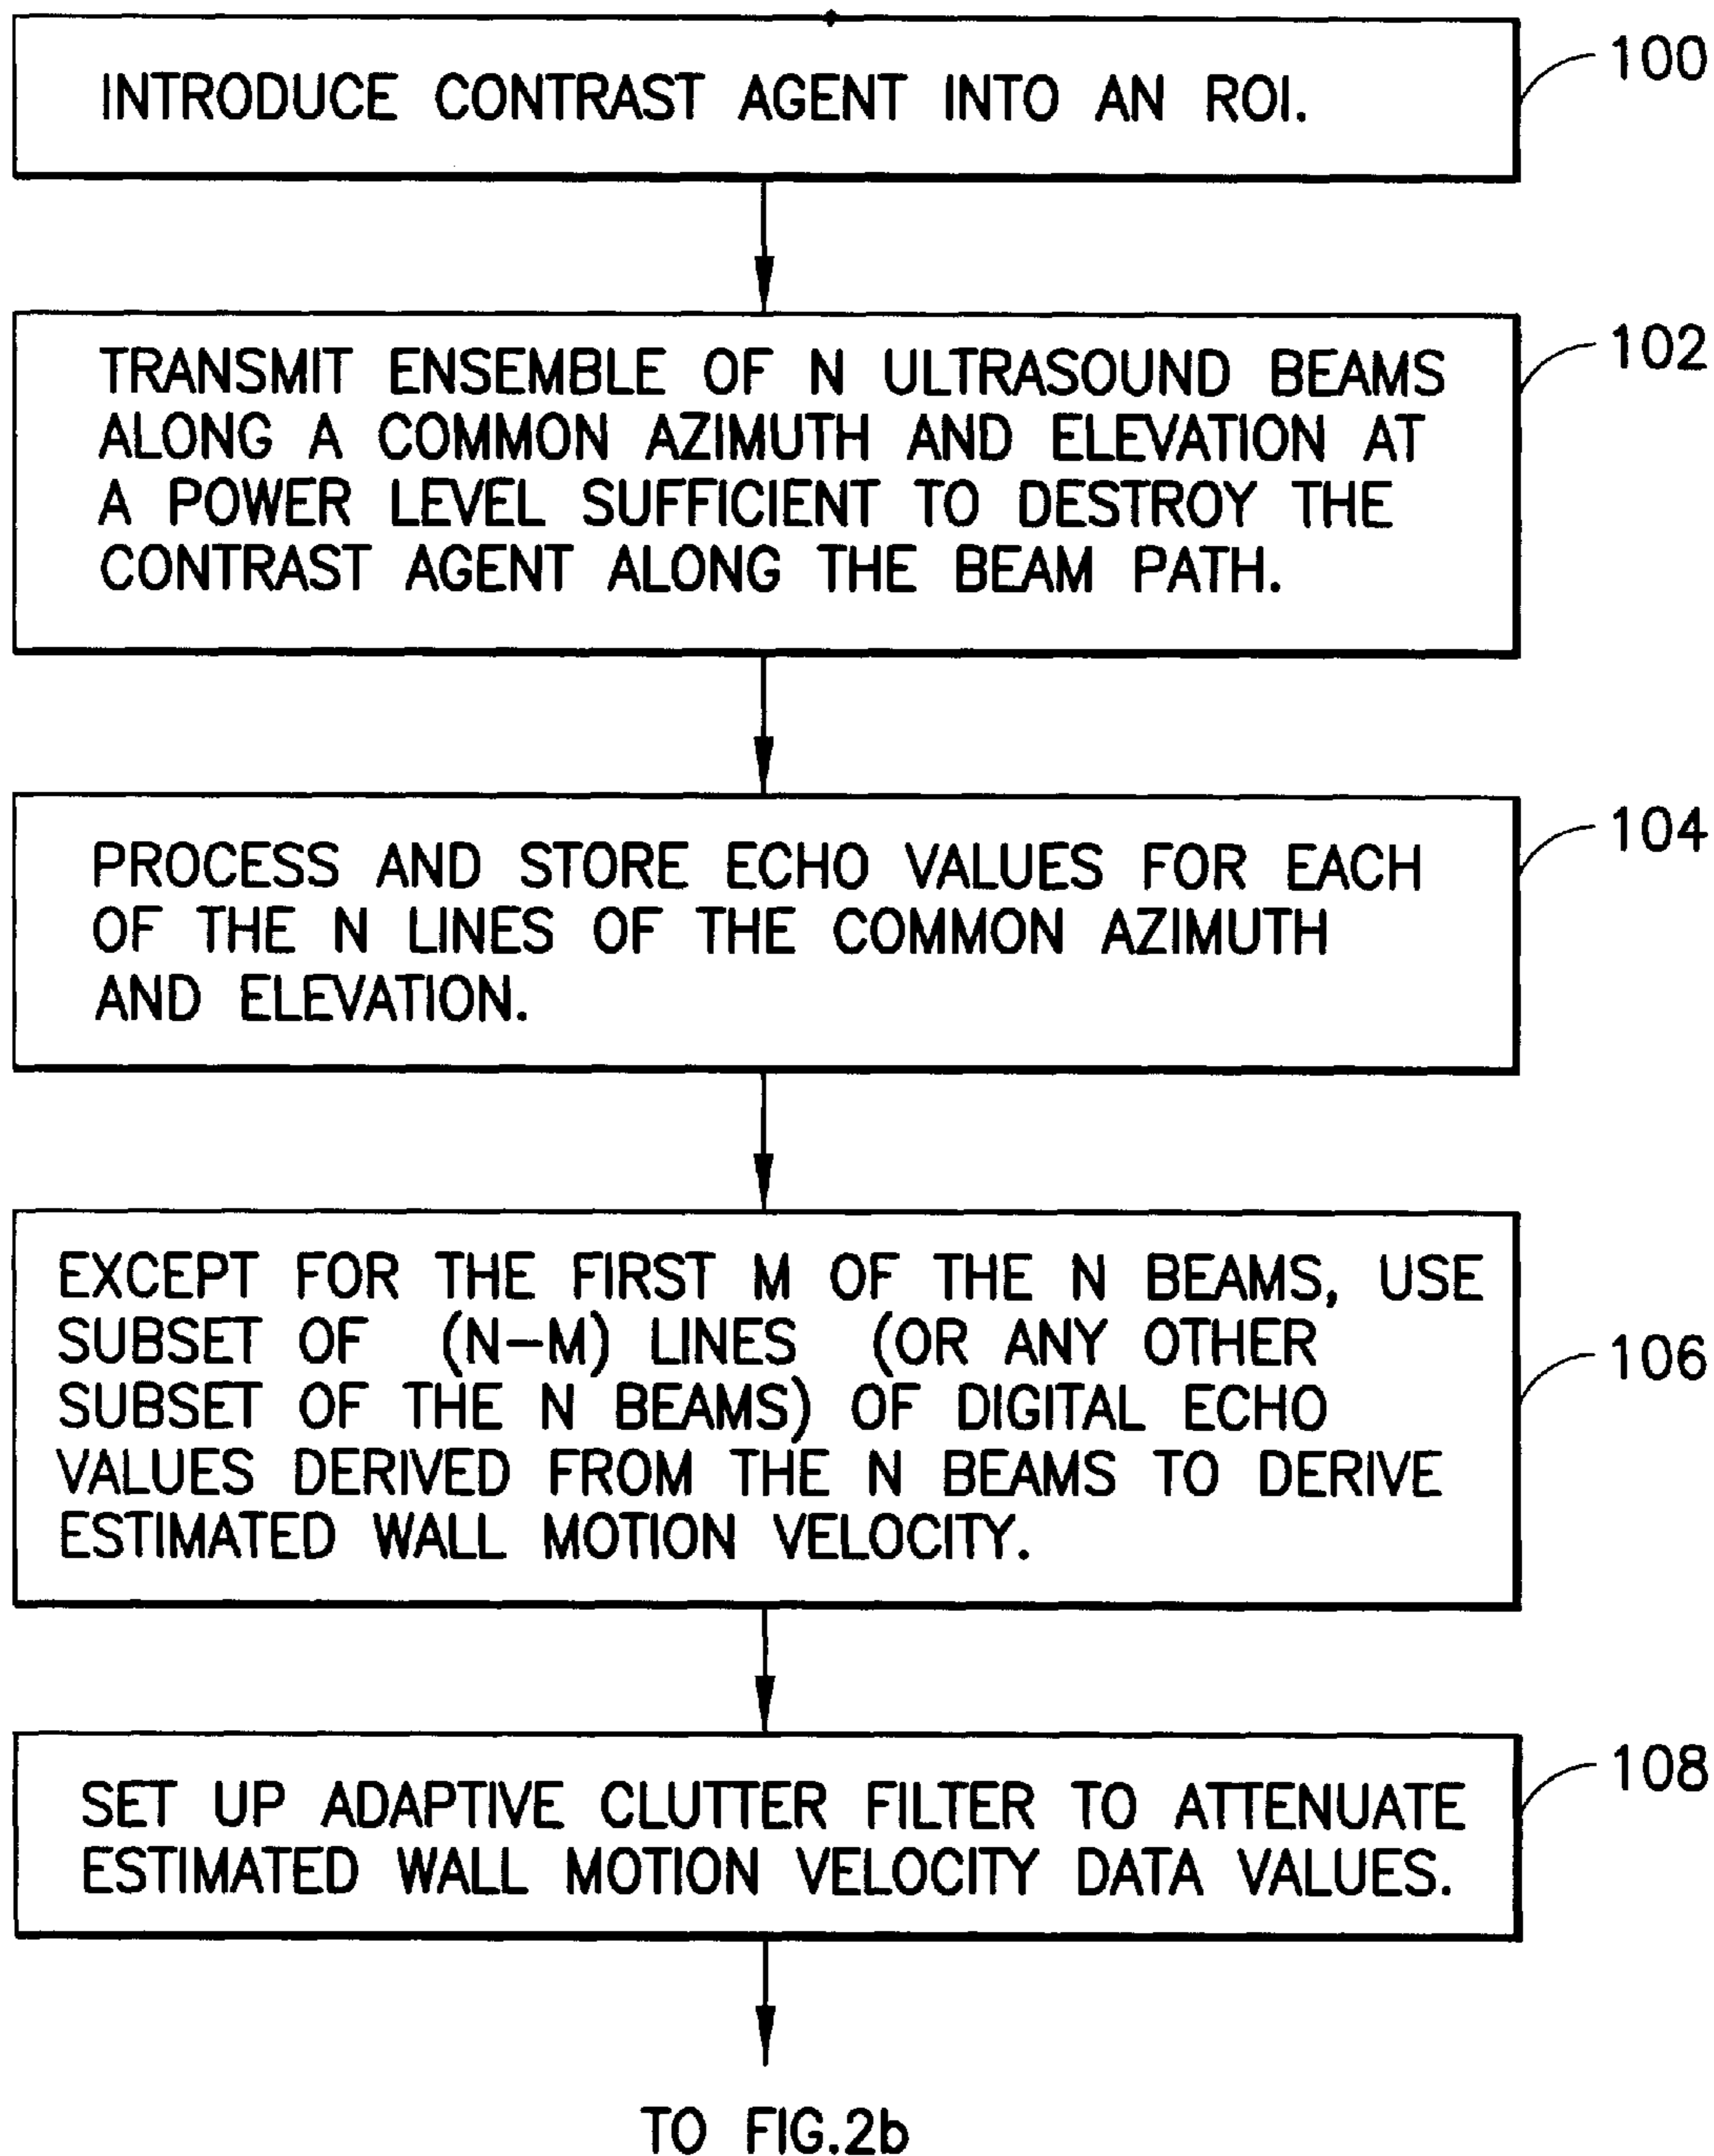 INTRODUCE CONTRAST AGENT INTO AN ROI.
100
TRANSMIT ENSEMBLE OF N ULTRASOUND BEAMS
ALONG A COMMON AZIMUTH AND ELEVATION AT
A POWER LEVEL SUFFICIENT TO DESTROY THE
CONTRAST AGENT ALONG THE BEAM PATH.
102
PROCESS AND STORE ECHO VALUES FOR EACH
OF THE N LINES OF THE COMMON AZIMUTH
AND ELEVATION.
104
EXCEPT FOR THE FIRST M OF THE N BEAMS, USE
SUBSET OF (N-M) LINES (OR ANY OTHER
SUBSET OF THE N BEAMS) OF DIGITAL ECHO
VALUES DERIVED FROM THE N BEAMS TO DERIVE
ESTIMATED WALL MOTION VELOCITY.
106
SET UP ADAPTIVE CLUTTER FILTER TO ATTENUATE
ESTIMATED WALL MOTION VELOCITY DATA VALUES.
108
TO FIG.2b